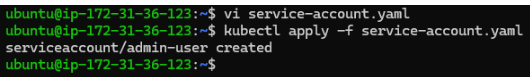 ubuntu@ip-172-31-36-123:~$ vi service-account.yaml
ubuntu@ip-172-31-36-123:~$ kubectl apply -f service-account.yaml
serviceaccount/admin-user created
ubuntu@ip-172-31-36-123:~$